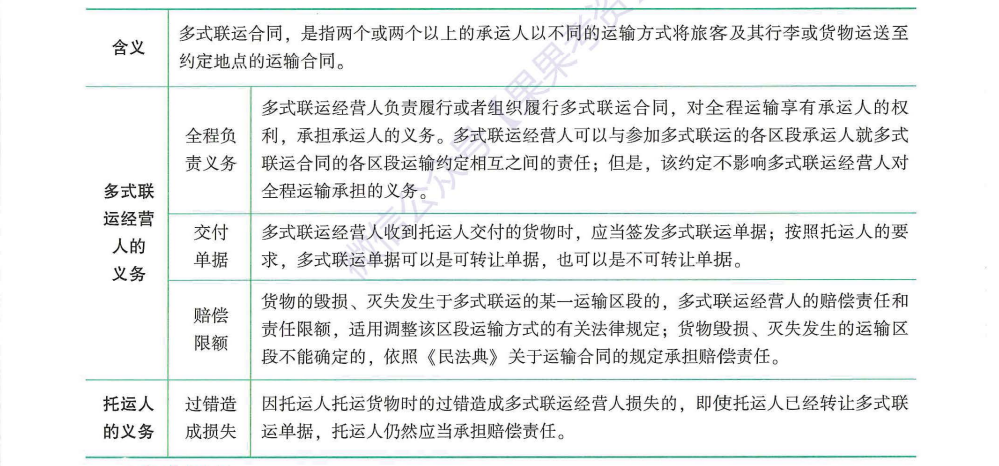 含义
多式联运合同，是指两个或两个以上的承运人以不同的运输方式将旅客及其行李或货物运送至
约定地点的运输合同。
多式联
运经营
人的
义务
全程负
责义务
多式联运经营人负责履行或者组织履行多式联运合同，对全程运输享有承运人的权
利，承担承运人的义务。多式联运经营人可以与参加多式联运的各区段承运人就多式
联运合同的各区段运输约定相互之间的责任；但是，该约定不影响多式联运经营人对
全程运输承担的义务。
交付
单据
多式联运经营人收到托运人交付的货物时，应当签发多式联运单据；按照托运人的要
求，多式联运单据可以是可转让单据，也可以是不可转让单据。
赔偿
限额
货物的毁损、灭失发生于多式联运的某一运输区段的，多式联运经营人的赔偿责任和
责任限额，适用调整该区段运输方式的有关法律规定；货物毁损、灭失发生的运输区
段不能确定的，依照《民法典》关于运输合同的规定承担赔偿责任。
托运人
的义务
过错造
成损失
因托运人托运货物时的过错造成多式联运经营人损失的，即使托运人已经转让多式联
运单据，托运人仍然应当承担赔偿责任。
微信公众号【果果考资